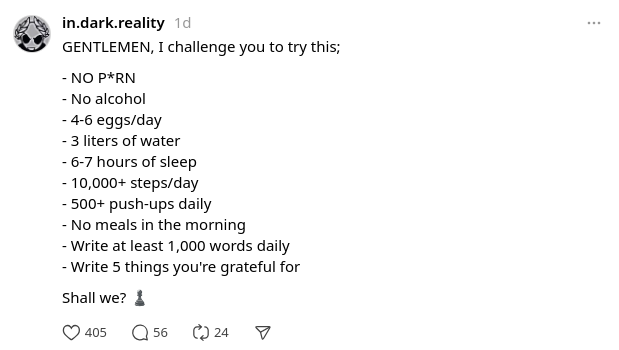 in.dark.reality 1d
GENTLEMEN, I challenge you to try this;
- NO P*RN
- No alcohol
- 4-6 eggs/day
- 3 liters of water
- 6-7 hours of sleep
- 10,000+ steps/day
- 500+ push-ups daily
- No meals in the morning
- Write at least 1,000 words daily
- Write 5 things you're grateful for
Shall we? ♟️
405 56 24